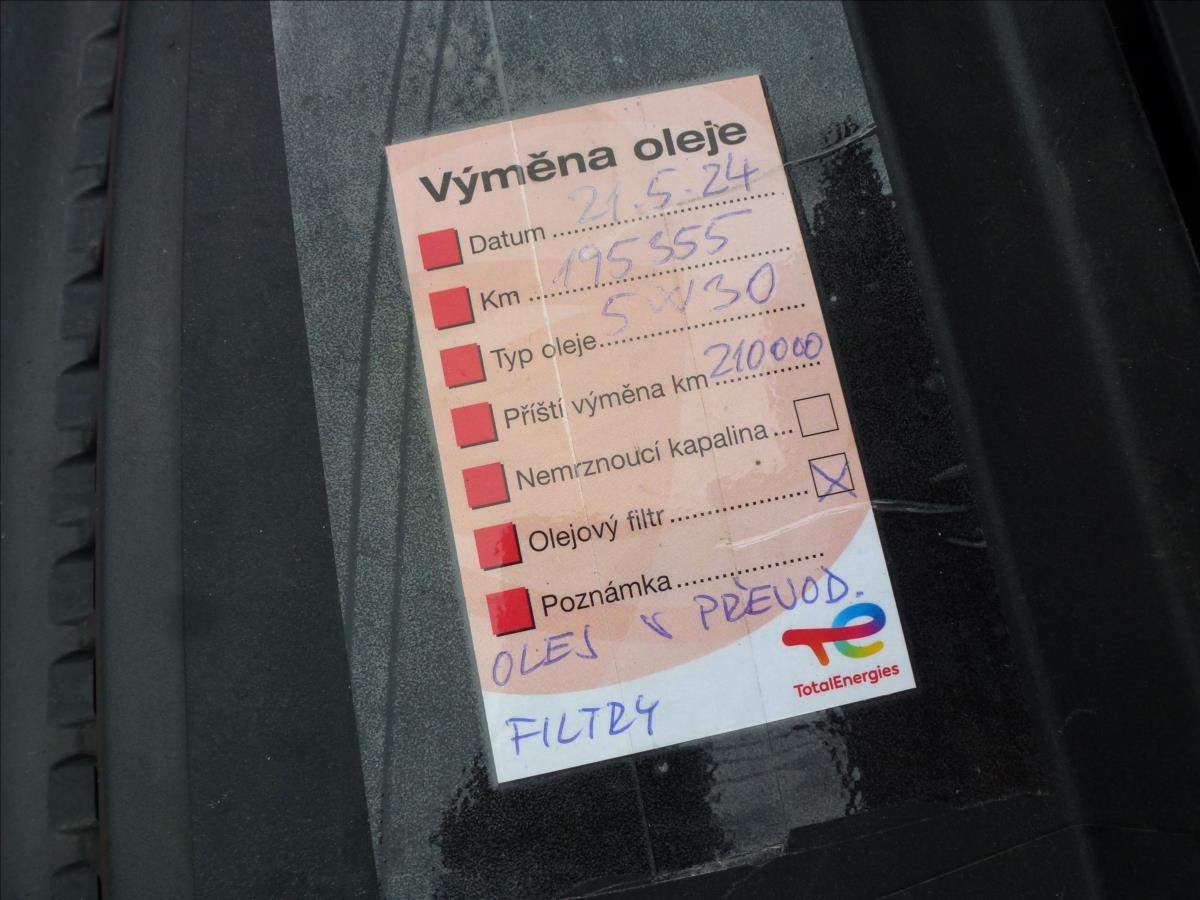 Výměna oleje
Datum 21.5.24
Km 195355
Typ oleje 5W30
Příští výměna km 210000
Nemrznoucí kapalina
Olejový filtr X
Poznámka
OLEJ V PŘEVOD.
FILTRY
TotalEnergies